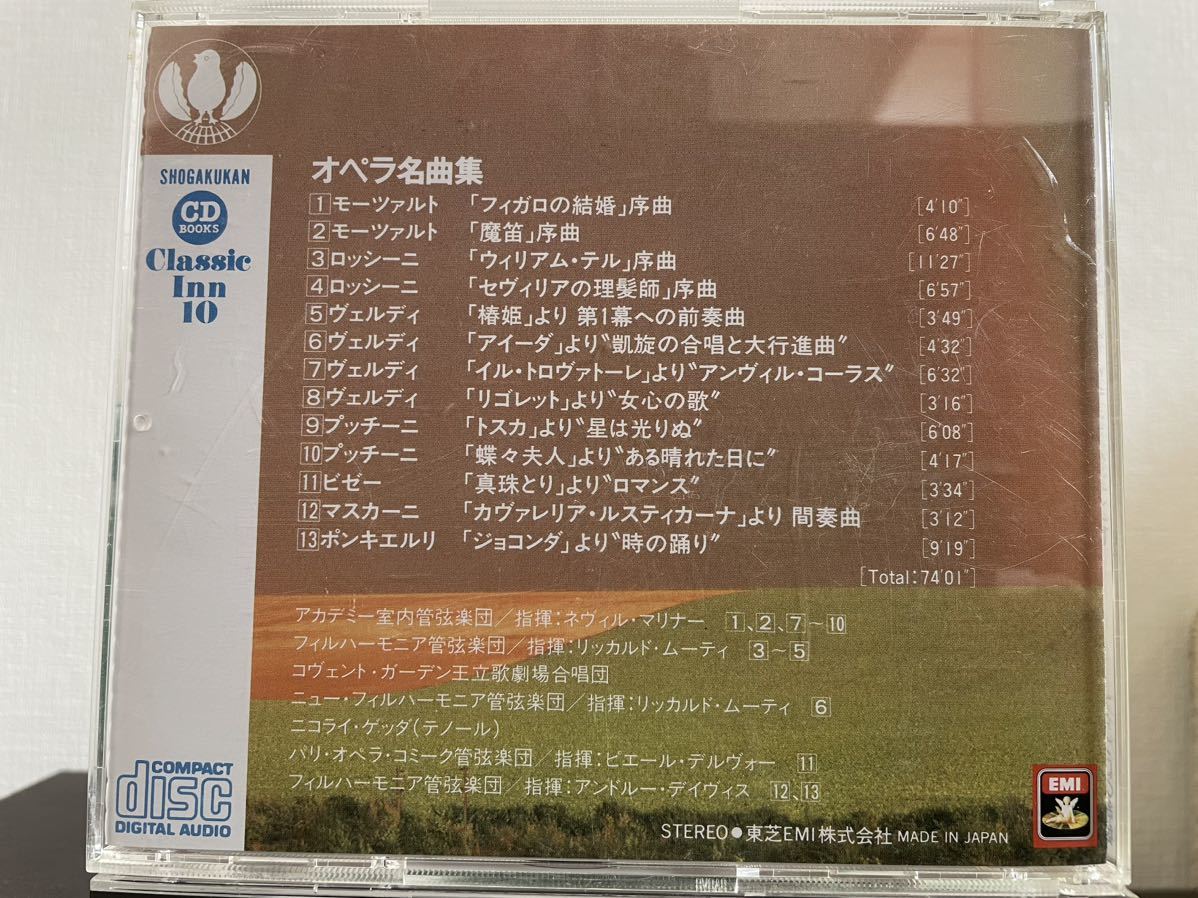 SHOGAKUKAN
CD
BOOKS
Classic
Inn
10
オペラ名曲集
1 モーツァルト 「フィガロの結婚」序曲 [4'10"]
2 モーツァルト 「魔笛」序曲 [6'48"]
3 ロッシーニ 「ウィリアム・テル」序曲 [11'27"]
4 ロッシーニ 「セヴィリアの理髪師」序曲 [6'57"]
5 ヴェルディ 「椿姫」より 第1幕への前奏曲 [3'49"]
6 ヴェルディ 「アイーダ」より〝凱旋の合唱と大行進曲〟 [4'32"]
7 ヴェルディ 「イル・トロヴァトーレ」より〝アンヴィル・コーラス〟 [6'32"]
8 ヴェルディ 「リゴレット」より〝女心の歌〟 [3'16"]
9 プッチーニ 「トスカ」より〝星は光りぬ〟 [6'08"]
10 プッチーニ 「蝶々夫人」より〝ある晴れた日に〟 [4'17"]
11 ビゼー 「真珠とり」より〝ロマンス〟 [3'34"]
12 マスカーニ 「カヴァレリア・ルスティカーナ」より 間奏曲 [3'12"]
13 ポンキエルリ 「ジョコンダ」より〝時の踊り〟 [9'19"]
[Total:74'01"]
アカデミー室内管弦楽団/指揮:ネヴィル・マリナー 1、2、7~10
フィルハーモニア管弦楽団/指揮:リッカルド・ムーティ 3~5
コヴェント・ガーデン王立歌劇場合唱団
ニュー・フィルハーモニア管弦楽団/指揮:リッカルド・ムーティ 6
ニコライ・ゲッダ(テノール)
パリ・オペラ・コミーク管弦楽団/指揮:ピエール・デルヴォー 11
フィルハーモニア管弦楽団/指揮:アンドルー・デイヴィス 12、13
COMPACT
disc
DIGITAL AUDIO
EMI
STEREO●東芝EMI株式会社 MADE IN JAPAN